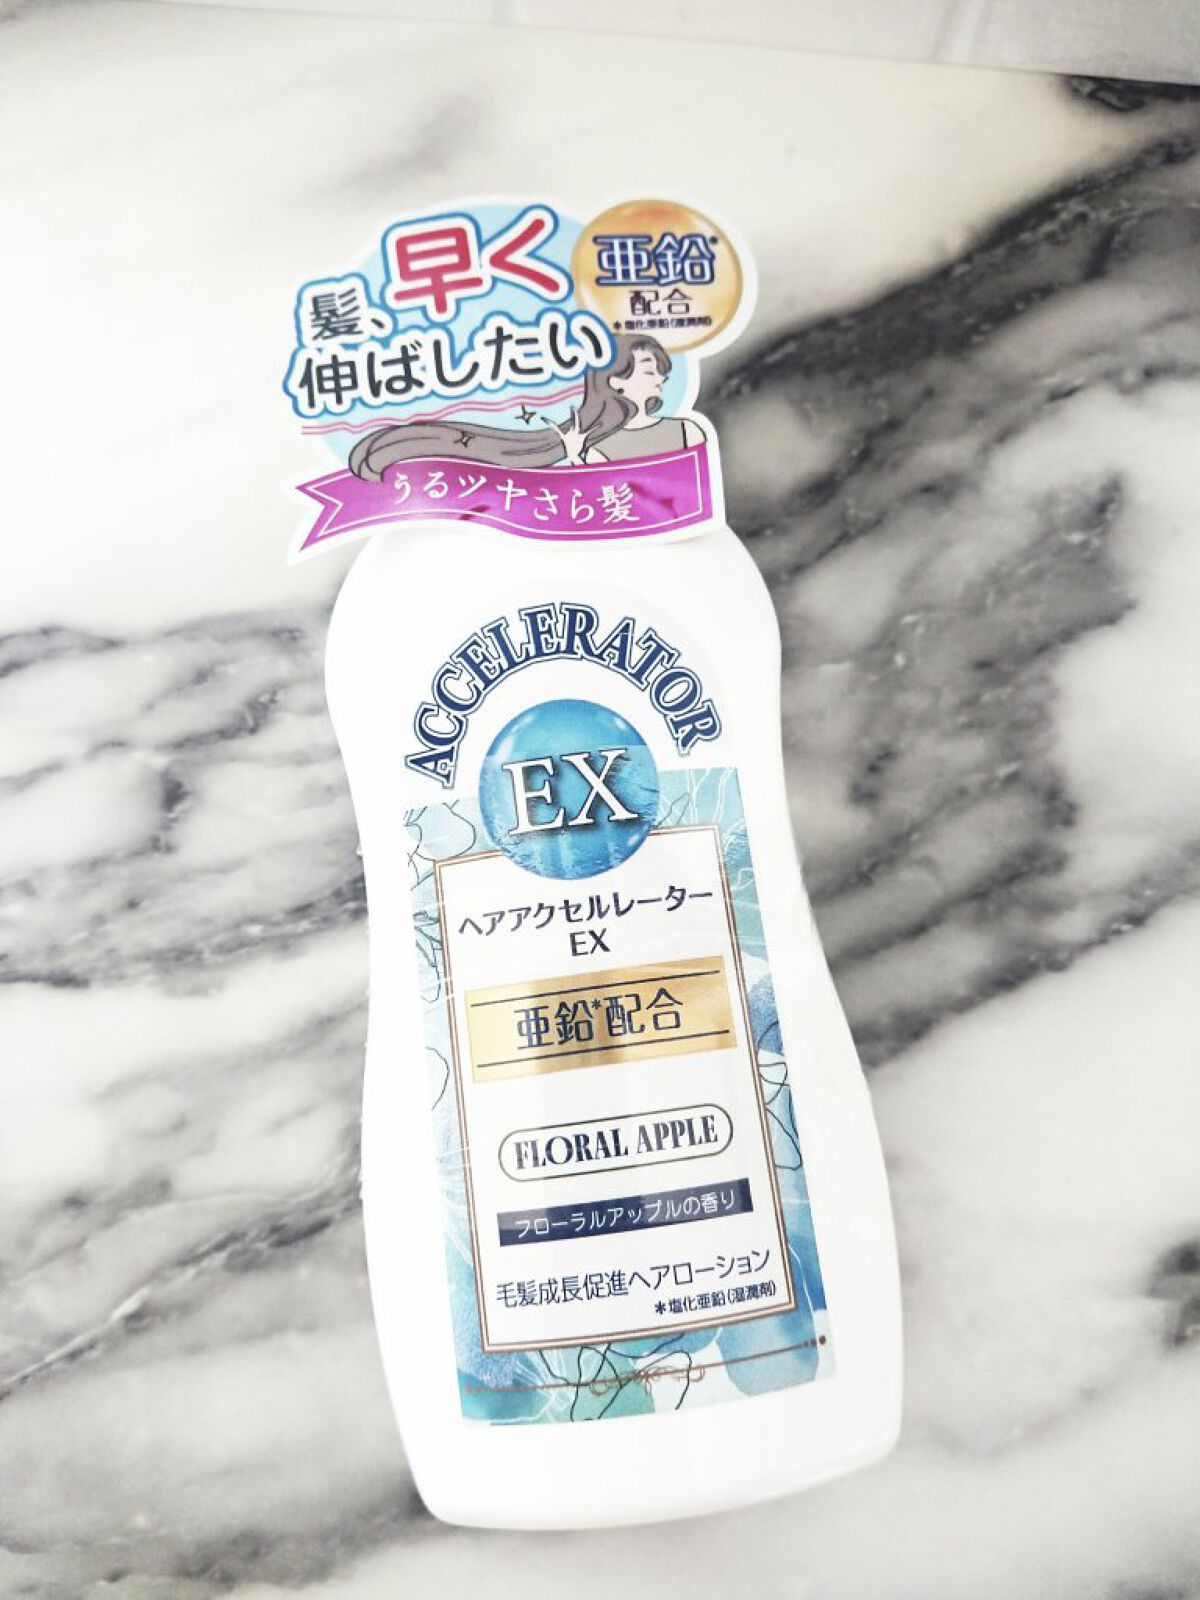 髪、早く
伸ばしたい
亜鉛*
配合
*塩化亜鉛(湿潤剤)
うるツヤさら髪
ACCELERATOR
EX
ヘアアクセルレーター
EX
亜鉛*配合
FLORAL APPLE
フローラルアップルの香り
毛髪成長促進ヘアローション
*塩化亜鉛(湿潤剤)